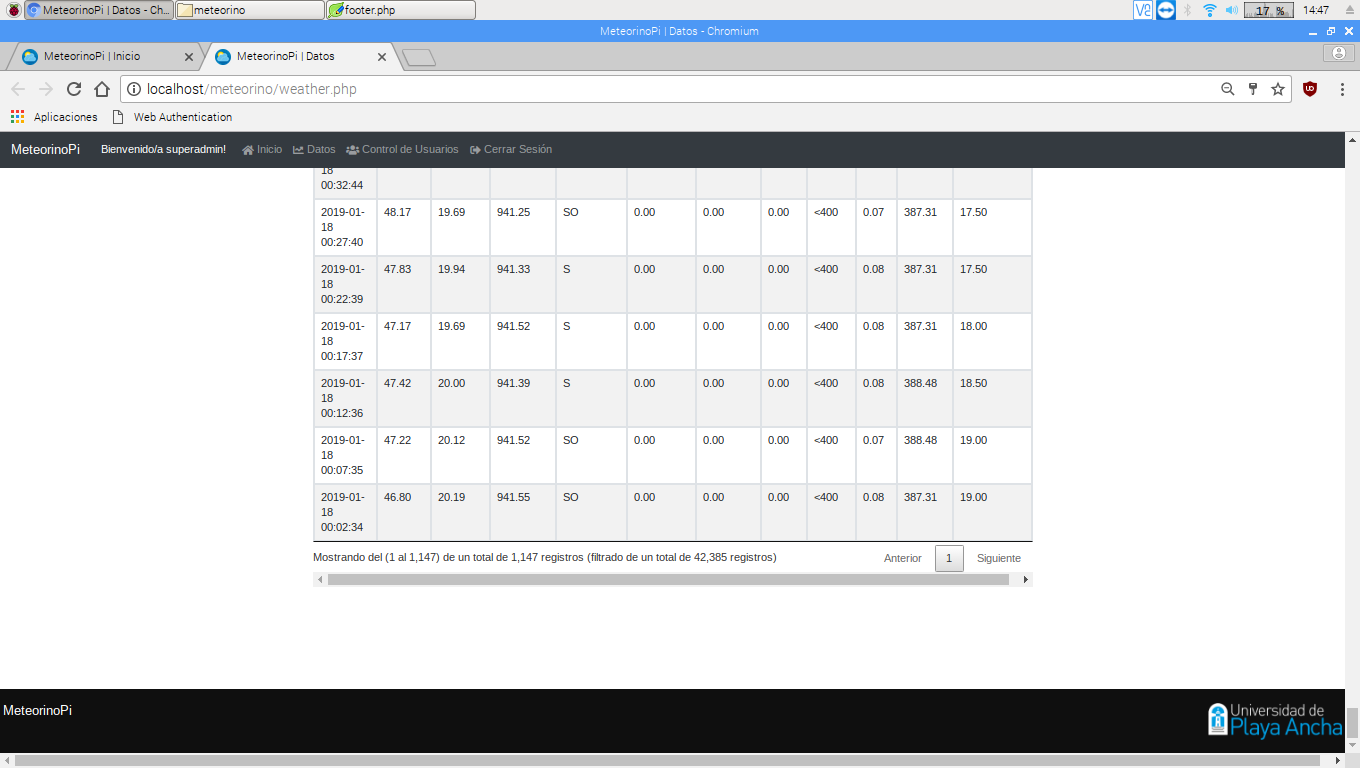 MeteorinoPi | Datos - Ch...
meteorino
footer.php
17 %
14:47
MeteorinoPi | Datos - Chromium
MeteorinoPi | Inicio
MeteorinoPi | Datos
localhost/meteorino/weather.php
Aplicaciones
Web Authentication
MeteorinoPi Bienvenido/a superadmin! Inicio Datos Control de Usuarios Cerrar Sesión
18
00:32:44
2019-01- 48.17 19.69 941.25 SO 0.00 0.00 0.00 <400 0.07 387.31 17.50
18
00:27:40
2019-01- 47.83 19.94 941.33 S 0.00 0.00 0.00 <400 0.08 387.31 17.50
18
00:22:39
2019-01- 47.17 19.69 941.52 S 0.00 0.00 0.00 <400 0.08 387.31 18.00
18
00:17:37
2019-01- 47.42 20.00 941.39 S 0.00 0.00 0.00 <400 0.08 388.48 18.50
18
00:12:36
2019-01- 47.22 20.12 941.52 SO 0.00 0.00 0.00 <400 0.07 388.48 19.00
18
00:07:35
2019-01- 46.80 20.19 941.55 SO 0.00 0.00 0.00 <400 0.08 387.31 19.00
18
00:02:34
Mostrando del (1 al 1,147) de un total de 1,147 registros (filtrado de un total de 42,385 registros) Anterior 1 Siguiente
MeteorinoPi
Universidad de
Playa Ancha